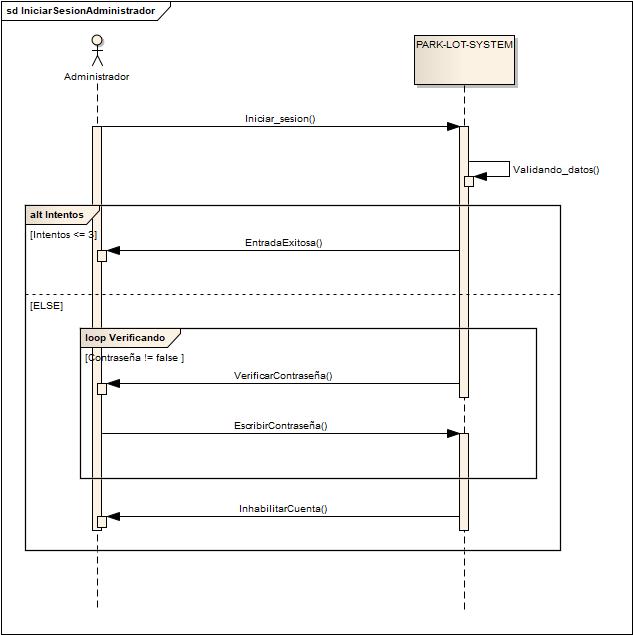 sd IniciarSesionAdministrador
Administrador
PARK-LOT-SYSTEM
Iniciar_sesion()
Validando_datos()
alt Intentos
[Intentos <= 3]
EntradaExitosa()
[ELSE]
loop Verificando
[Contraseña != false ]
VerificarContraseña()
EscribirContraseña()
InhabilitarCuenta()